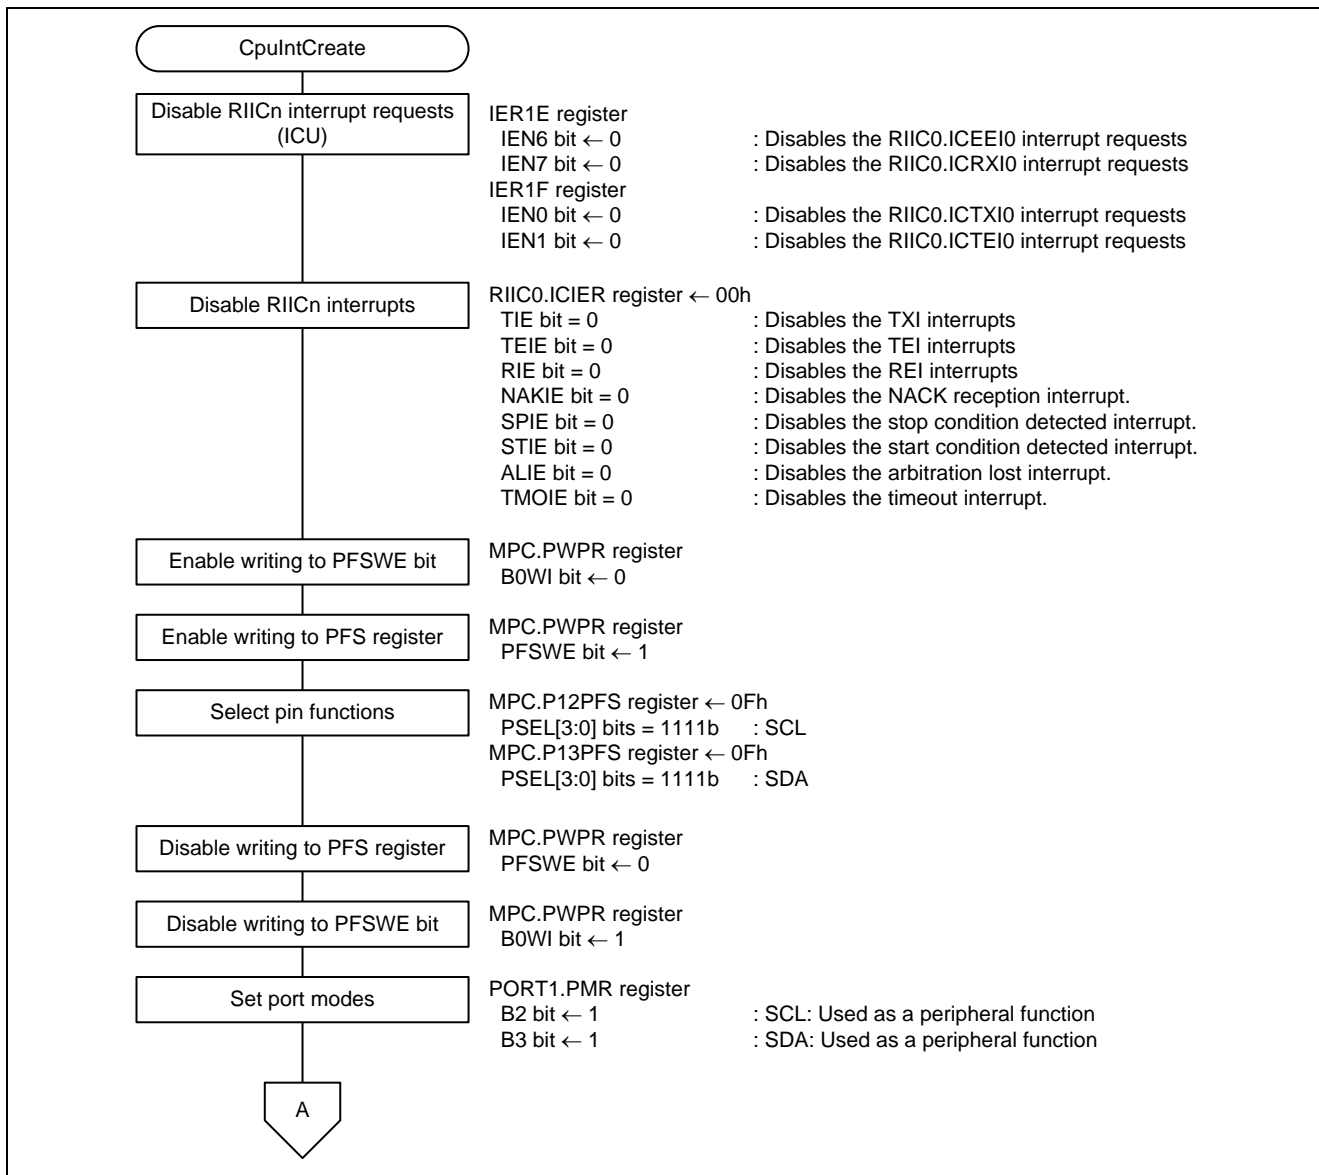 CpuIntCreate
Disable RIICn interrupt requests
(ICU)
IER1E register
IEN6 bit ← 0 : Disables the RIIC0.ICEEI0 interrupt requests
IEN7 bit ← 0 : Disables the RIIC0.ICRXI0 interrupt requests
IER1F register
IEN0 bit ← 0 : Disables the RIIC0.ICTXI0 interrupt requests
IEN1 bit ← 0 : Disables the RIIC0.ICTEI0 interrupt requests
Disable RIICn interrupts
RIIC0.ICIER register ← 00h
TIE bit = 0 : Disables the TXI interrupts
TEIE bit = 0 : Disables the TEI interrupts
RIE bit = 0 : Disables the REI interrupts
NAKIE bit = 0 : Disables the NACK reception interrupt.
SPIE bit = 0 : Disables the stop condition detected interrupt.
STIE bit = 0 : Disables the start condition detected interrupt.
ALIE bit = 0 : Disables the arbitration lost interrupt.
TMOIE bit = 0 : Disables the timeout interrupt.
Enable writing to PFSWE bit
MPC.PWPR register
B0WI bit ← 0
Enable writing to PFS register
MPC.PWPR register
PFSWE bit ← 1
Select pin functions
MPC.P12PFS register ← 0Fh
PSEL[3:0] bits = 1111b : SCL
MPC.P13PFS register ← 0Fh
PSEL[3:0] bits = 1111b : SDA
Disable writing to PFS register
MPC.PWPR register
PFSWE bit ← 0
Disable writing to PFSWE bit
MPC.PWPR register
B0WI bit ← 1
Set port modes
PORT1.PMR register
B2 bit ← 1 : SCL: Used as a peripheral function
B3 bit ← 1 : SDA: Used as a peripheral function
A